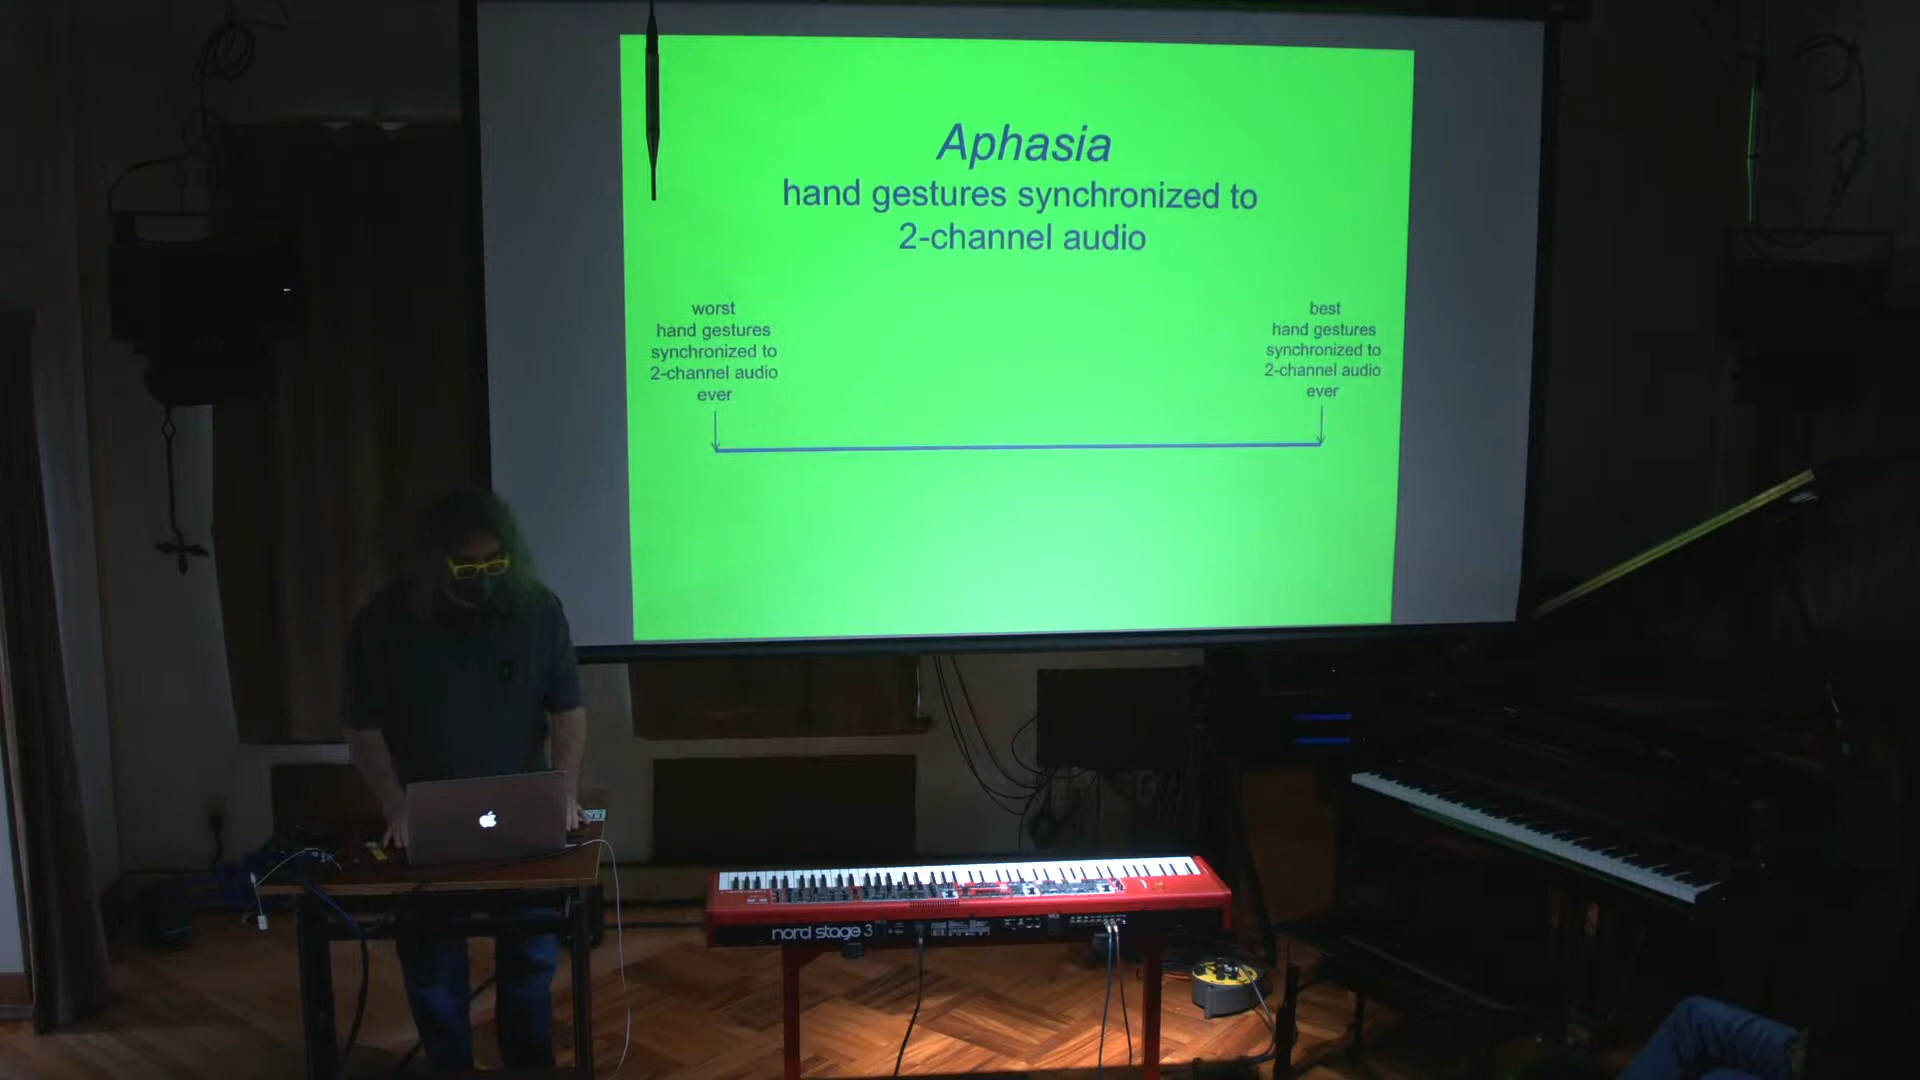 Aphasia
hand gestures synchronized to
2-channel audio
worst
hand gestures
synchronized to
2-channel audio
ever
best
hand gestures
synchronized to
2-channel audio
ever
nord stage 3